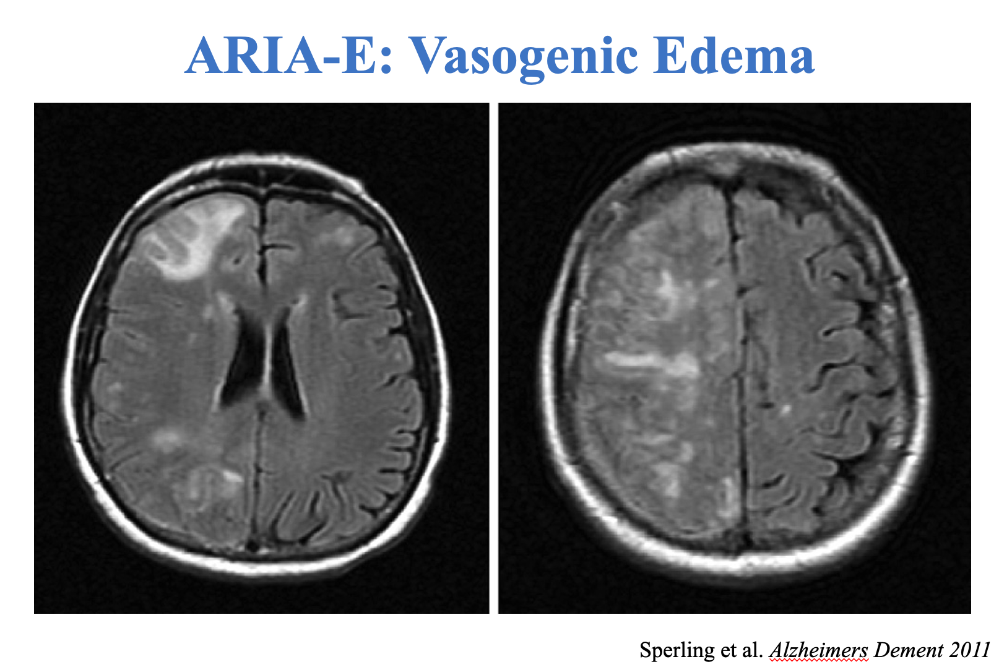 ARIA-E: Vasogenic Edema
Sperling et al. Alzheimers Dement 2011